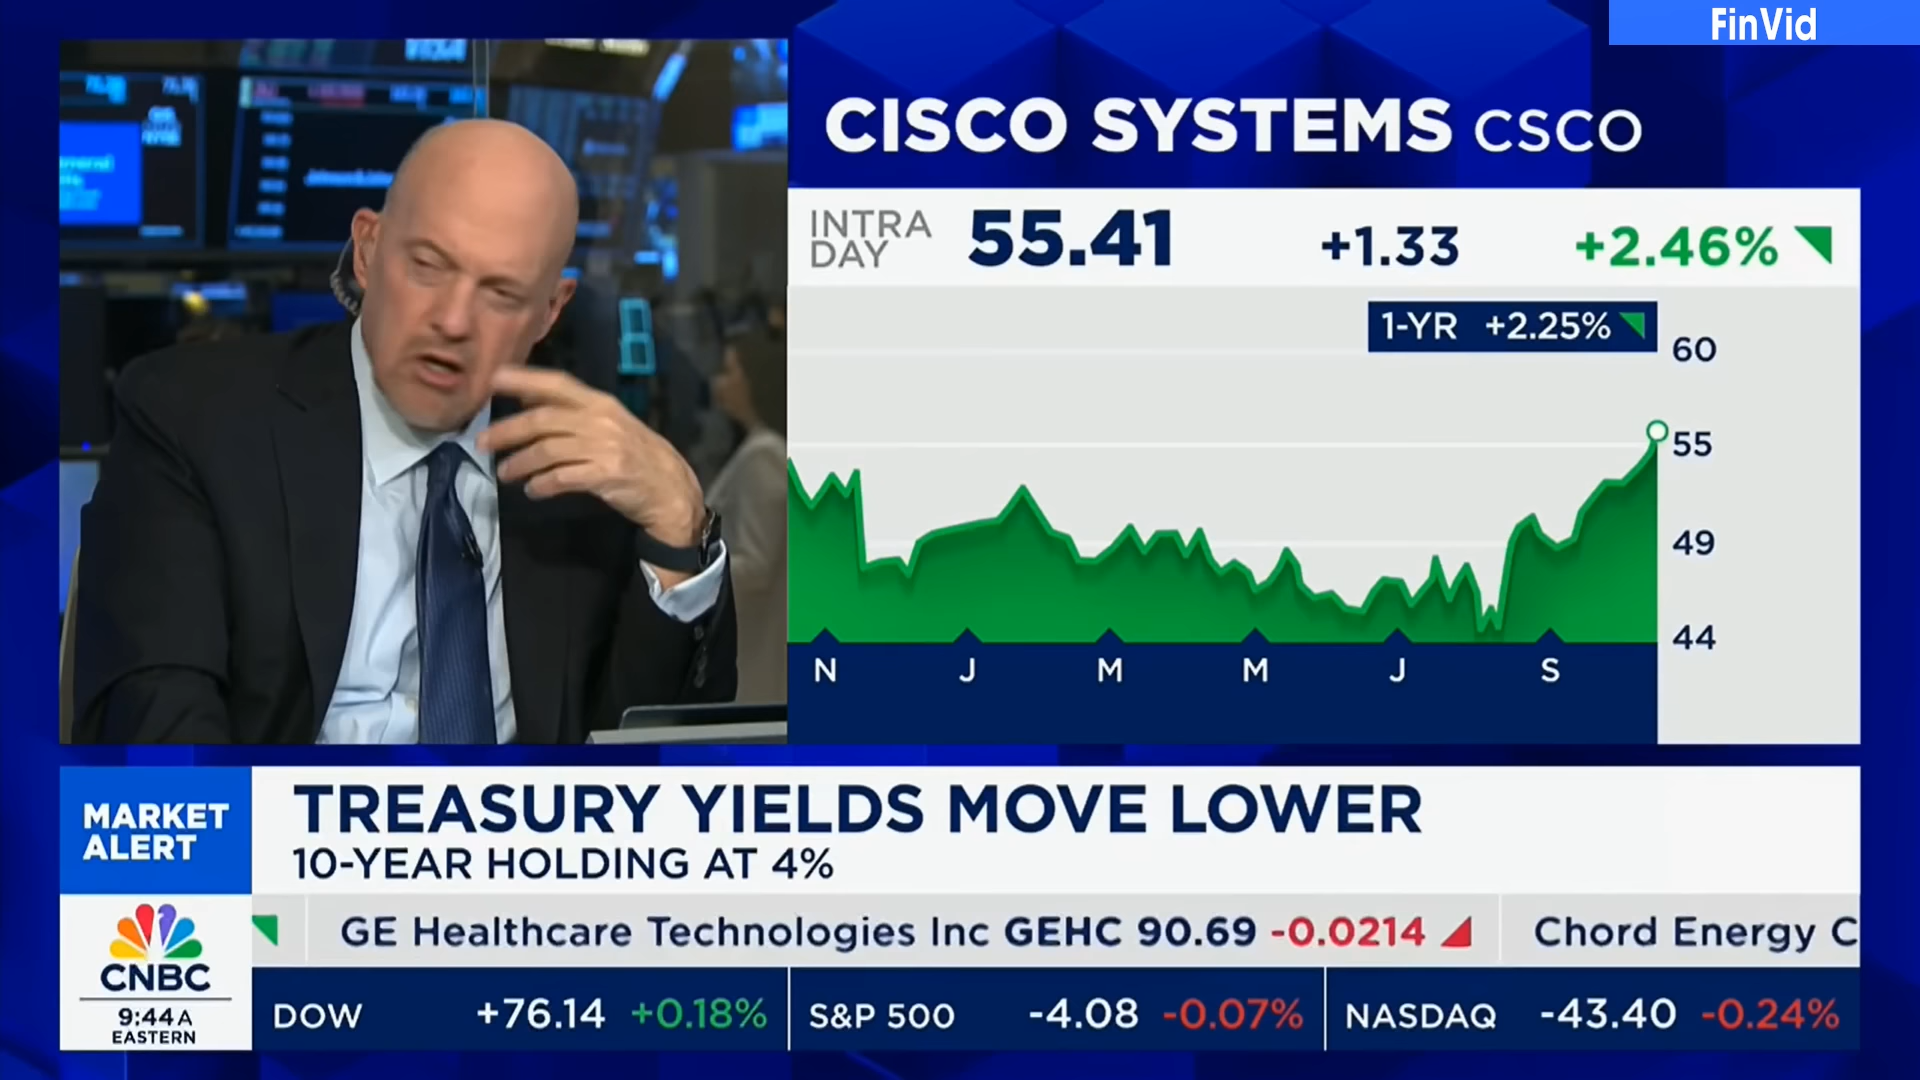 FinVid
CISCO SYSTEMS CSCO
INTRA DAY 55.41 +1.33 +2.46%
1-YR +2.25%
60
55
49
44
N J M M J S
MARKET ALERT
TREASURY YIELDS MOVE LOWER
10-YEAR HOLDING AT 4%
GE Healthcare Technologies Inc GEHC 90.69 -0.0214 Chord Energy C
CNBC
9:44 A
EASTERN
DOW +76.14 +0.18% S&P 500 -4.08 -0.07% NASDAQ -43.40 -0.24%